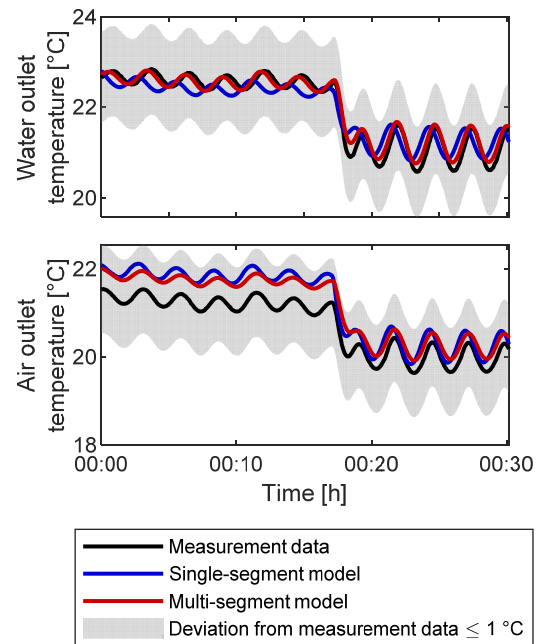 24
22
20
Water outlet
temperature [°C]
22
20
18
Air outlet
temperature [°C]
00:00 00:10 00:20 00:30
Time [h]
Measurement data
Single-segment model
Multi-segment model
Deviation from measurement data ≤ 1 °C